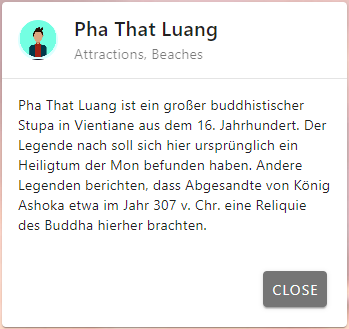 Pha That Luang
Attractions, Beaches
Pha That Luang ist ein großer buddhistischer
Stupa in Vientiane aus dem 16. Jahrhundert. Der
Legende nach soll sich hier ursprünglich ein
Heiligtum der Mon befunden haben. Andere
Legenden berichten, dass Abgesandte von König
Ashoka etwa im Jahr 307 v. Chr. eine Reliquie
des Buddha hierher brachten.
CLOSE